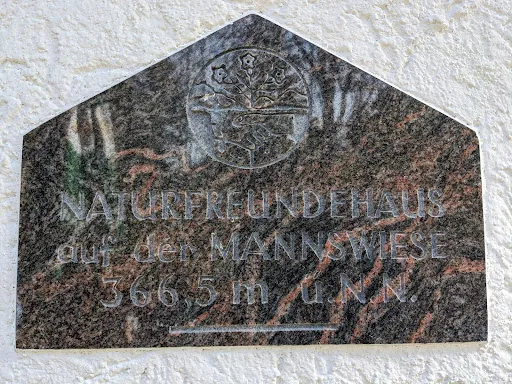 NATURFREUNDEHAUS
auf der MANNSWIESE
366,5 m u.N.N.